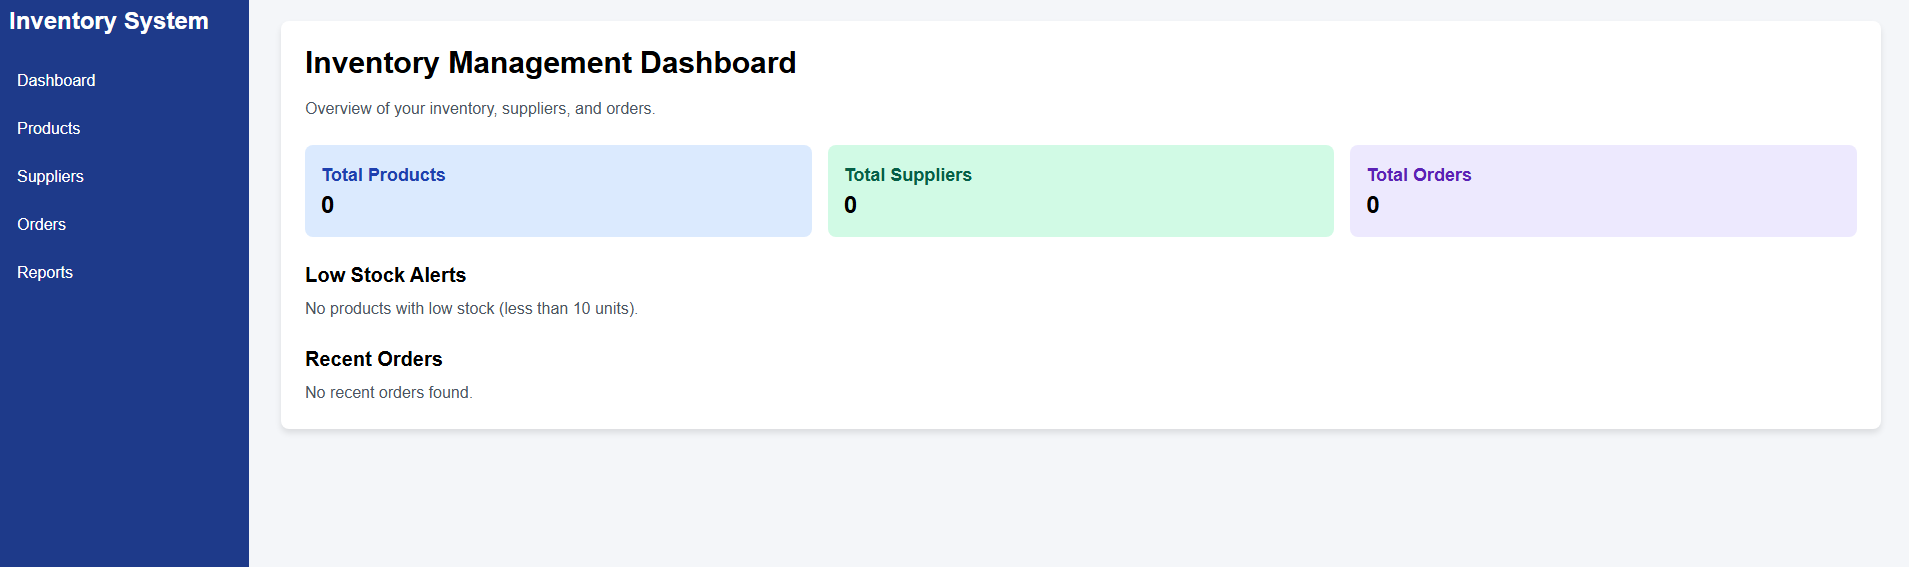 Inventory System
Dashboard
Products
Suppliers
Orders
Reports
Inventory Management Dashboard
Overview of your inventory, suppliers, and orders.
Total Products
0
Total Suppliers
0
Total Orders
0
Low Stock Alerts
No products with low stock (less than 10 units).
Recent Orders
No recent orders found.